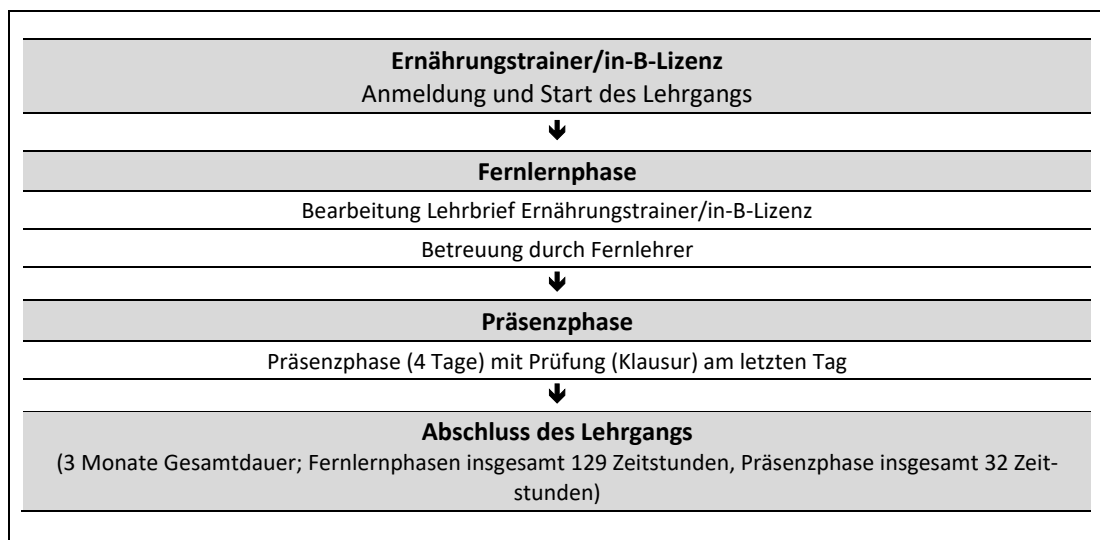 Ernährungstrainer/in-B-Lizenz
Anmeldung und Start des Lehrgangs
🡻
Fernlernphase
Bearbeitung Lehrbrief Ernährungstrainer/in-B-Lizenz
Betreuung durch Fernlehrer
🡻
Präsenzphase
Präsenzphase (4 Tage) mit Prüfung (Klausur) am letzten Tag
🡻
Abschluss des Lehrgangs
(3 Monate Gesamtdauer; Fernlernphasen insgesamt 129 Zeitstunden, Präsenzphase insgesamt 32 Zeit-
stunden)